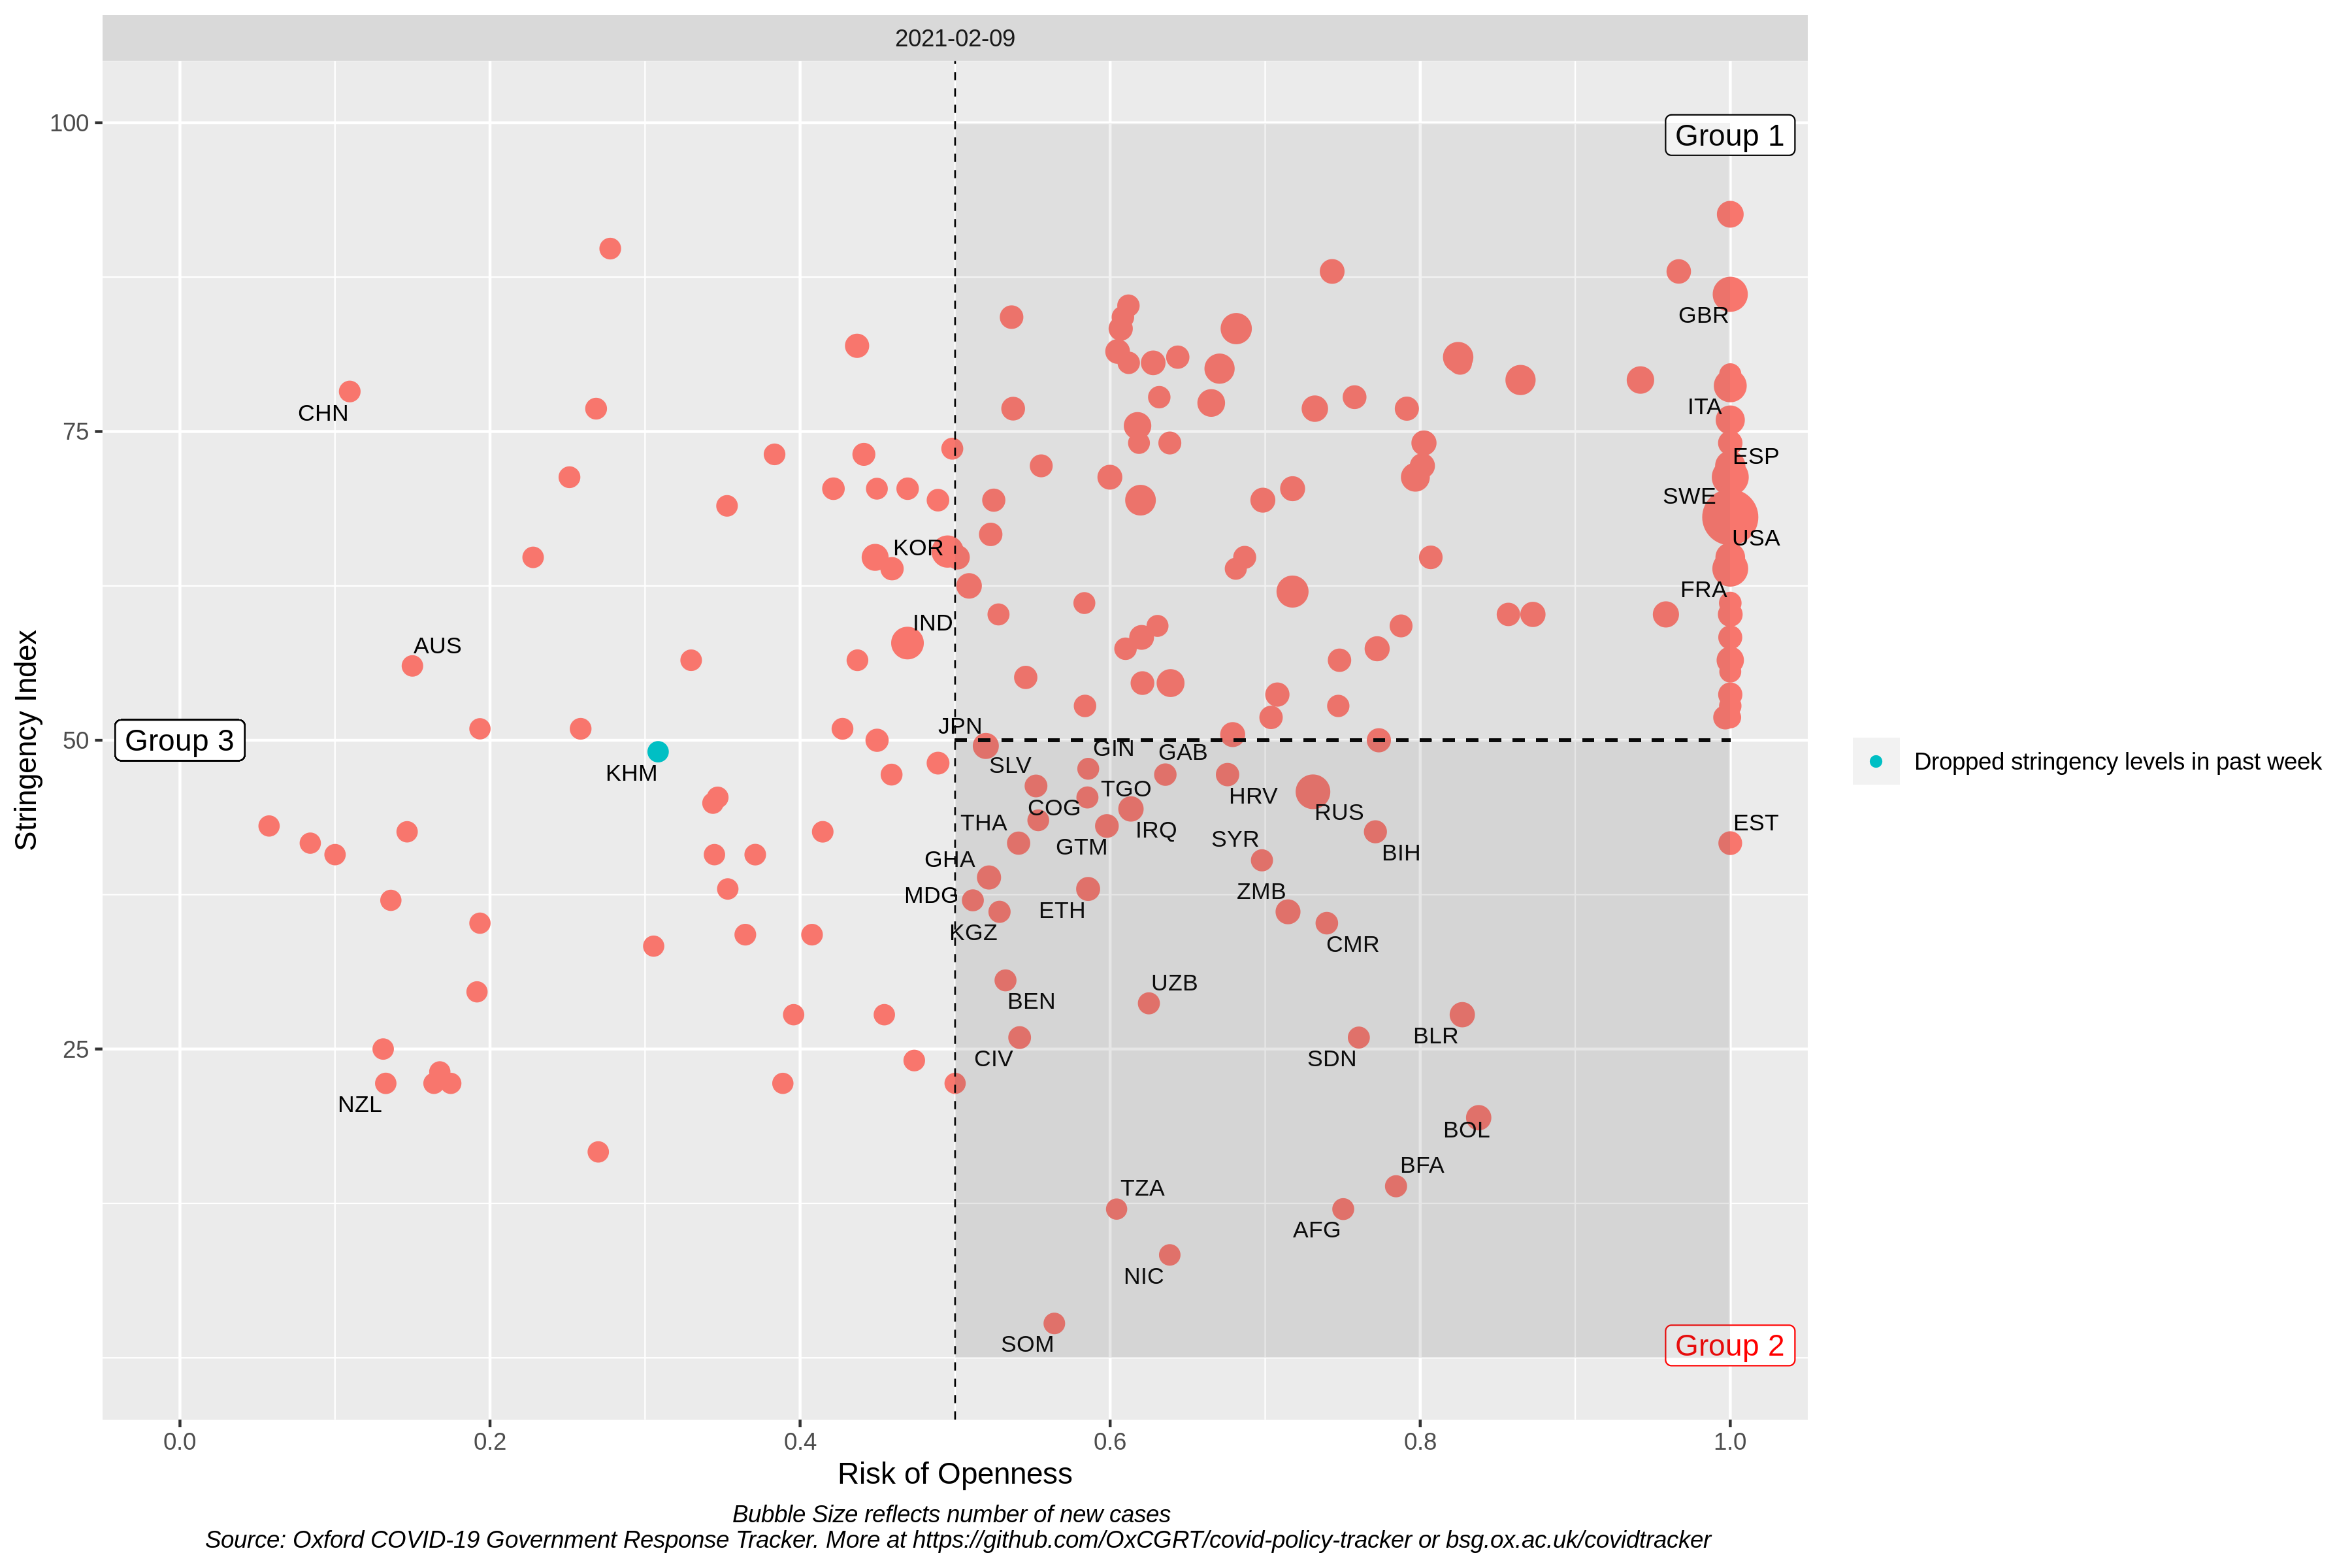 2021-02-09
100
Group 1
GBR
CHN
ITA
75
ESP
SWE
USA
KOR
FRA
IND
AUS
JPN
Group 3
50
GIN
GAB
SLV
KHM
Dropped stringency levels in past week
TGO
HRV
COG
RUS
THA
IRQ
EST
SYR
GTM
BIH
GHA
MDG
ZMB
ETH
KGZ
CMR
UZB
BEN
25
CIV
SDN
BLR
NZL
BOL
BFA
TZA
AFG
NIC
SOM
Group 2
Stringency Index
0.0 0.2 0.4 0.6 0.8 1.0
Risk of Openness
Bubble Size reflects number of new cases
Source: Oxford COVID-19 Government Response Tracker. More at https://github.com/OxCGRT/covid-policy-tracker or bsg.ox.ac.uk/covidtracker